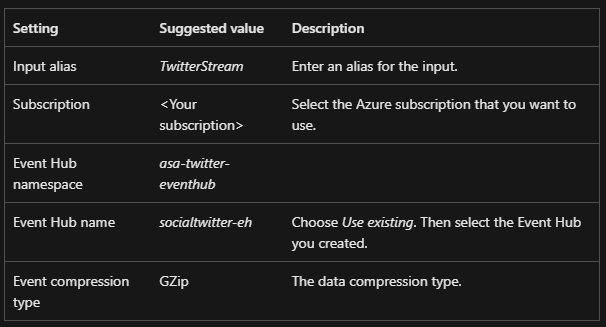 Setting Suggested value Description
Input alias TwitterStream Enter an alias for the input.
Subscription <Your Select the Azure subscription that you want to
subscription> use.
Event Hub asa-twitter-
namespace eventhub
Event Hub name socialtwitter-eh Choose Use existing. Then select the Event Hub
you created.
Event compression GZip The data compression type.
type